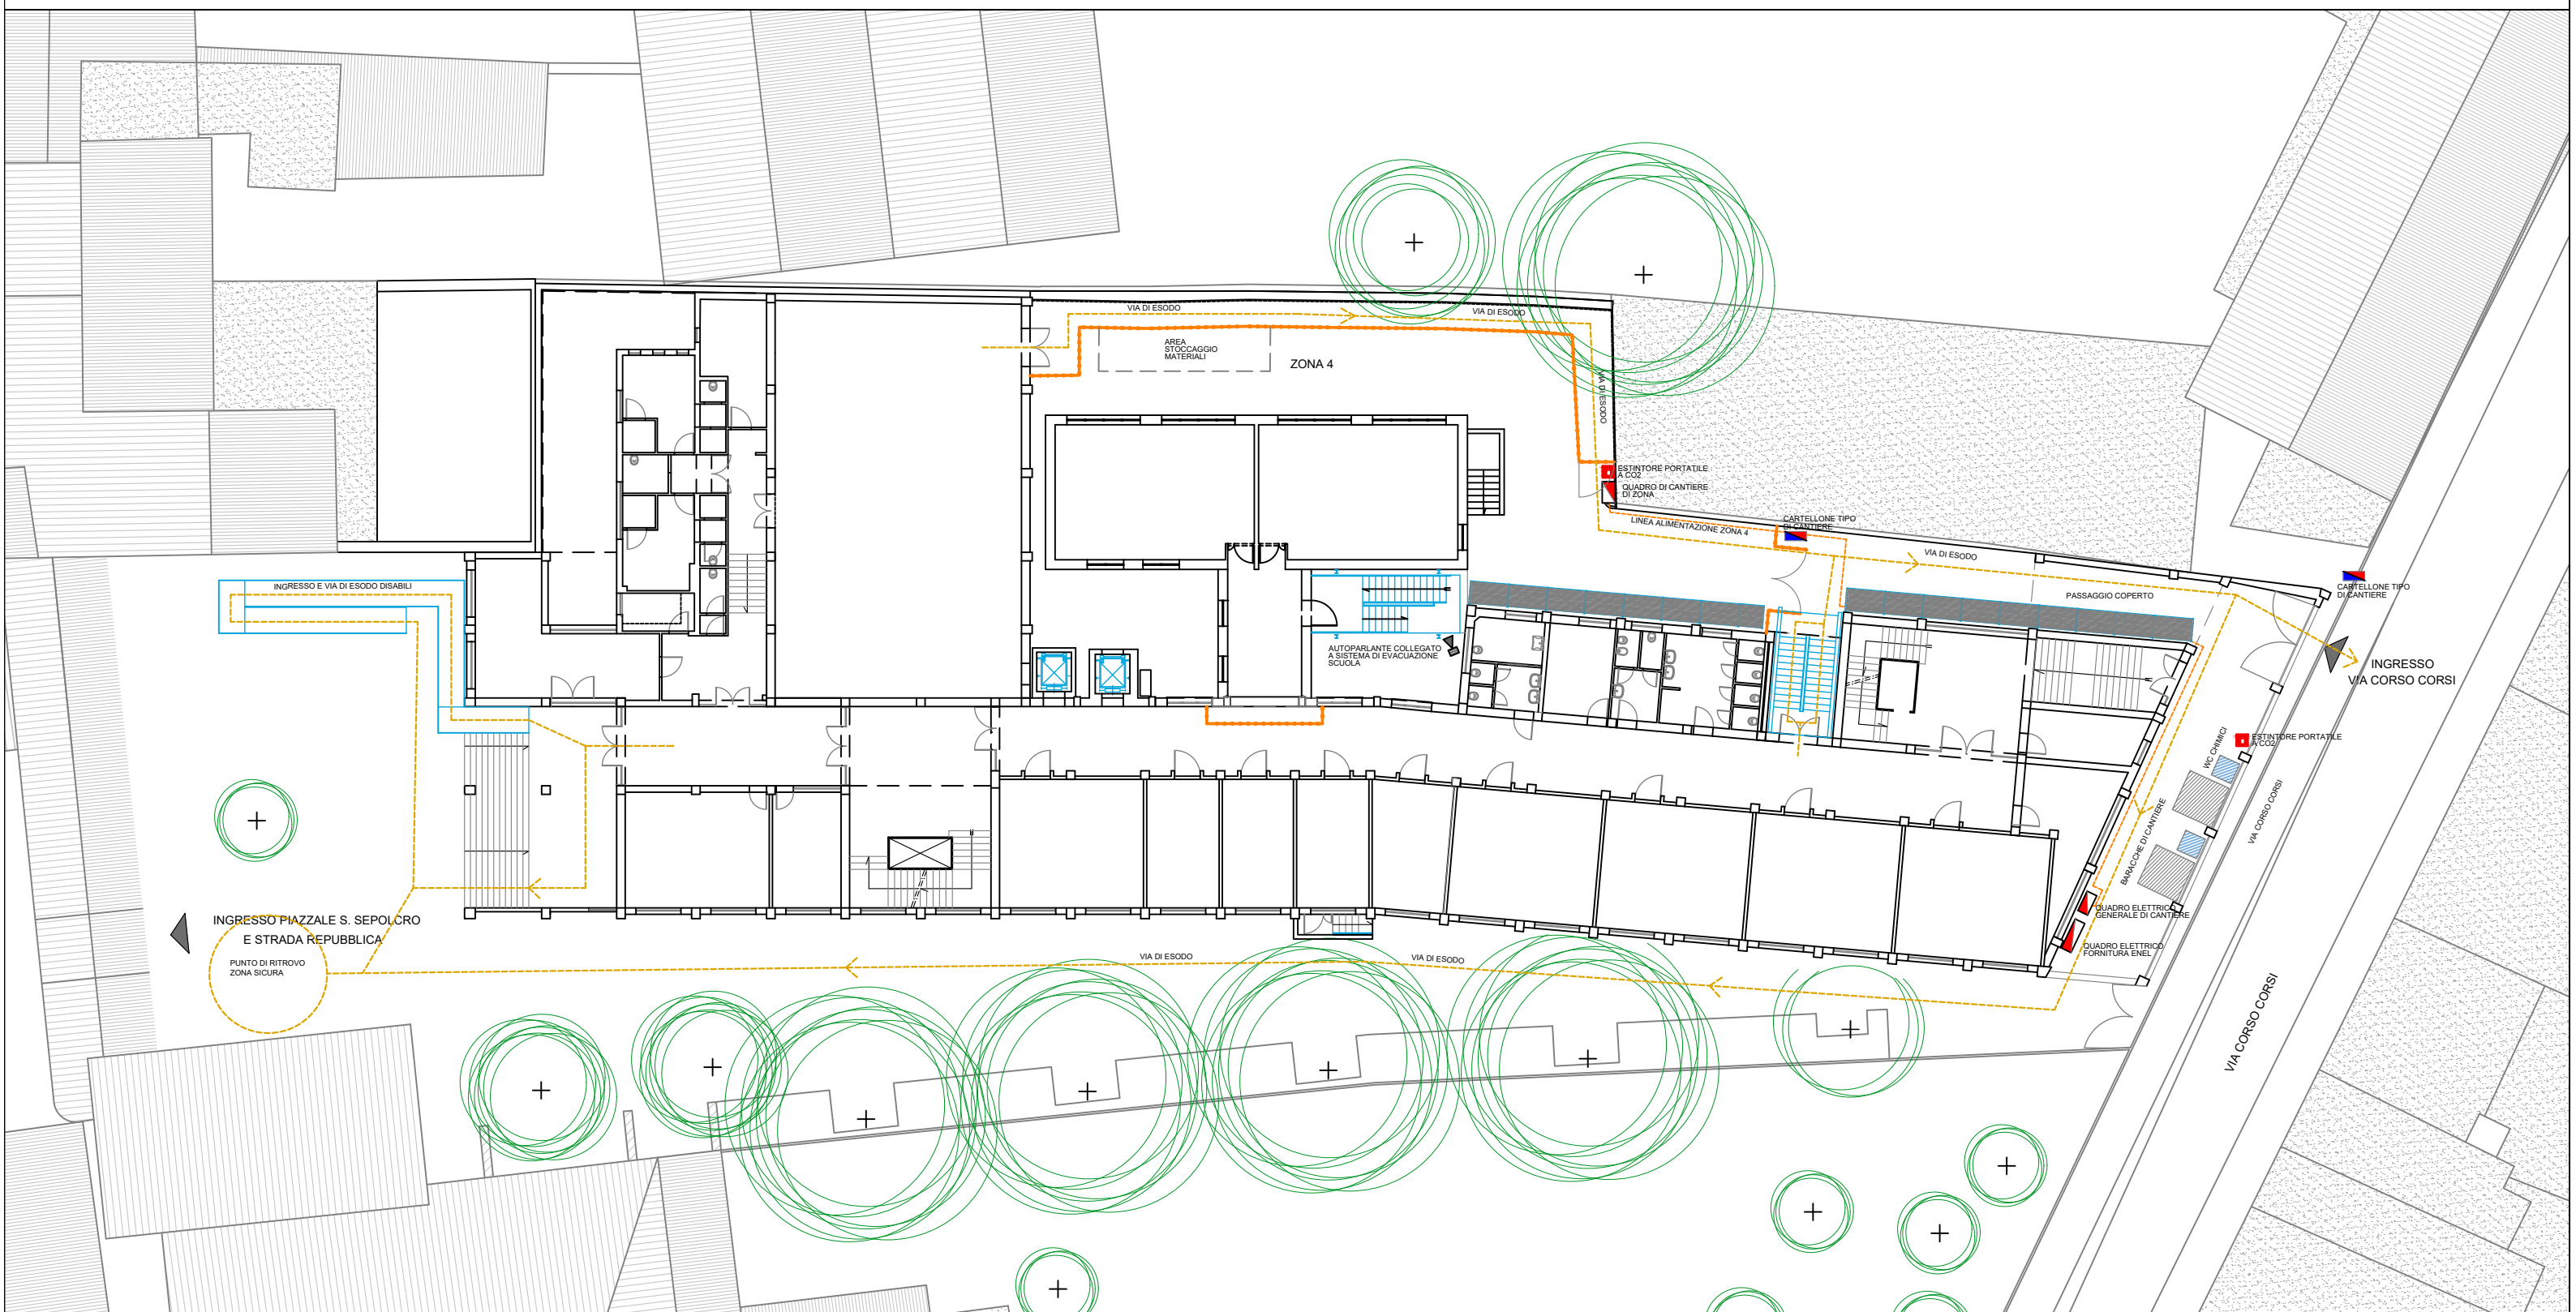 VIA DI ESODO
VIA DI ESODO
AREA
STOCCAGGIO
MATERIALI
ZONA 4
VIA DI ESODO
ESTINTORE PORTATILE
A CO2
QUADRO DI CANTIERE
DI ZONA
LINEA ALIMENTAZIONE ZONA 4
CARTELLONE TIPO
DI CANTIERE
VIA DI ESODO
CARTELLONE TIPO
DI CANTIERE
PASSAGGIO COPERTO
INGRESSO E VIA DI ESODO DISABILI
AUTOPARLANTE COLLEGATO
A SISTEMA DI EVACUAZIONE
SCUOLA
INGRESSO
VIA CORSO CORSI
WC CHIMICI
ESTINTORE PORTATILE
A CO2
BARACCHE DI CANTIERE
VIA CORSO CORSI
QUADRO ELETTRICO
GENERALE DI CANTIERE
QUADRO ELETTRICO
FORNITURA ENEL
INGRESSO PIAZZALE S. SEPOLCRO
E STRADA REPUBBLICA
PUNTO DI RITROVO
ZONA SICURA
VIA DI ESODO
VIA DI ESODO
VIA CORSO CORSI